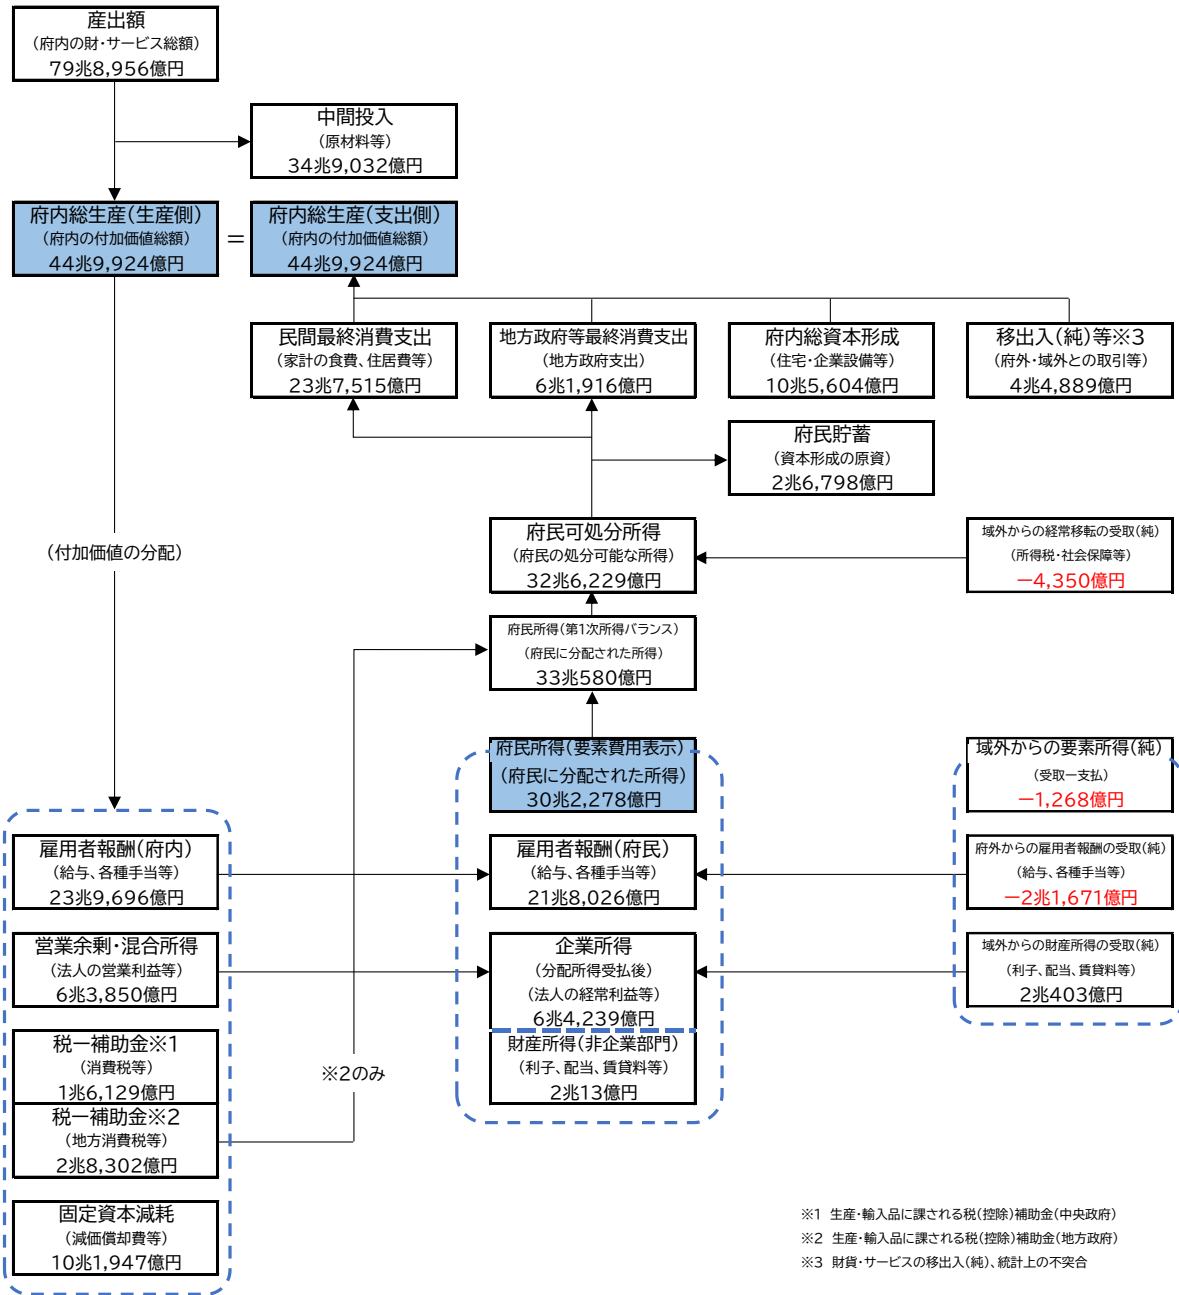 産出額
（府内の財・サービス総額）
79兆8,956億円
中間投入
（原材料等）
34兆9,032億円
府内総生産（生産側）
（府内の付加価値総額）
44兆9,924億円
＝
府内総生産（支出側）
（府内の付加価値総額）
44兆9,924億円
民間最終消費支出
（家計の食費、住居費等）
23兆7,515億円
地方政府等最終消費支出
（地方政府支出）
6兆1,916億円
府内総資本形成
（住宅・企業設備等）
10兆5,604億円
移出入（純）等※3
（府外・域外との取引等）
4兆4,889億円
府民貯蓄
（資本形成の原資）
2兆6,798億円
（付加価値の分配）
府民可処分所得
（府民の処分可能な所得）
32兆6,229億円
域外からの経常移転の受取（純）
（所得税・社会保障等）
－4,350億円
府民所得（第1次所得バランス）
（府民に分配された所得）
33兆580億円
府民所得（要素費用表示）
（府民に分配された所得）
30兆2,278億円
域外からの要素所得（純）
（受取－支払）
－1,268億円
雇用者報酬（府内）
（給与、各種手当等）
23兆9,696億円
雇用者報酬（府民）
（給与、各種手当等）
21兆8,026億円
府外からの雇用者報酬の受取（純）
（給与、各種手当等）
－2兆1,671億円
営業余剰・混合所得
（法人の営業利益等）
6兆3,850億円
企業所得
（分配所得受払後）
（法人の経常利益等）
6兆4,239億円
域外からの財産所得の受取（純）
（利子、配当、賃貸料等）
2兆403億円
税－補助金※1
（消費税等）
1兆6,129億円
財産所得（非企業部門）
（利子、配当、賃貸料等）
2兆13億円
※2のみ
税－補助金※2
（地方消費税等）
2兆8,302億円
固定資本減耗
（減価償却費等）
10兆1,947億円
※1 生産・輸入品に課される税（控除）補助金（中央政府）
※2 生産・輸入品に課される税（控除）補助金（地方政府）
※3 財貨・サービスの移出入（純）、統計上の不突合